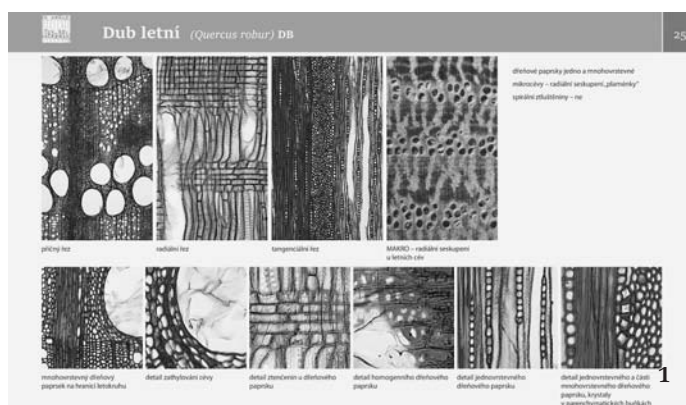 Dub letní (Quercus robur) DB
25
dřeňové paprsky jedno a mnohovrstevné
mikrocévy – radiální seskupení „plaménky“
spirální ztluštěniny – ne
příčný řez
radiální řez
tangenciální řez
MAKRO – radiální seskupení
u letních cév
mnohovrstevný dřeňový
paprsek na hranici letokruhu
detail zathylování cévy
detail ztenčenin u dřeňového
paprsku
detail homogenního dřeňového
paprsku
detail jednovrstevného
dřeňového paprsku
detail jednovrstevného a části
mnohovrstevného dřeňového
paprsku, krystaly
v parenchymatických buňkách
1